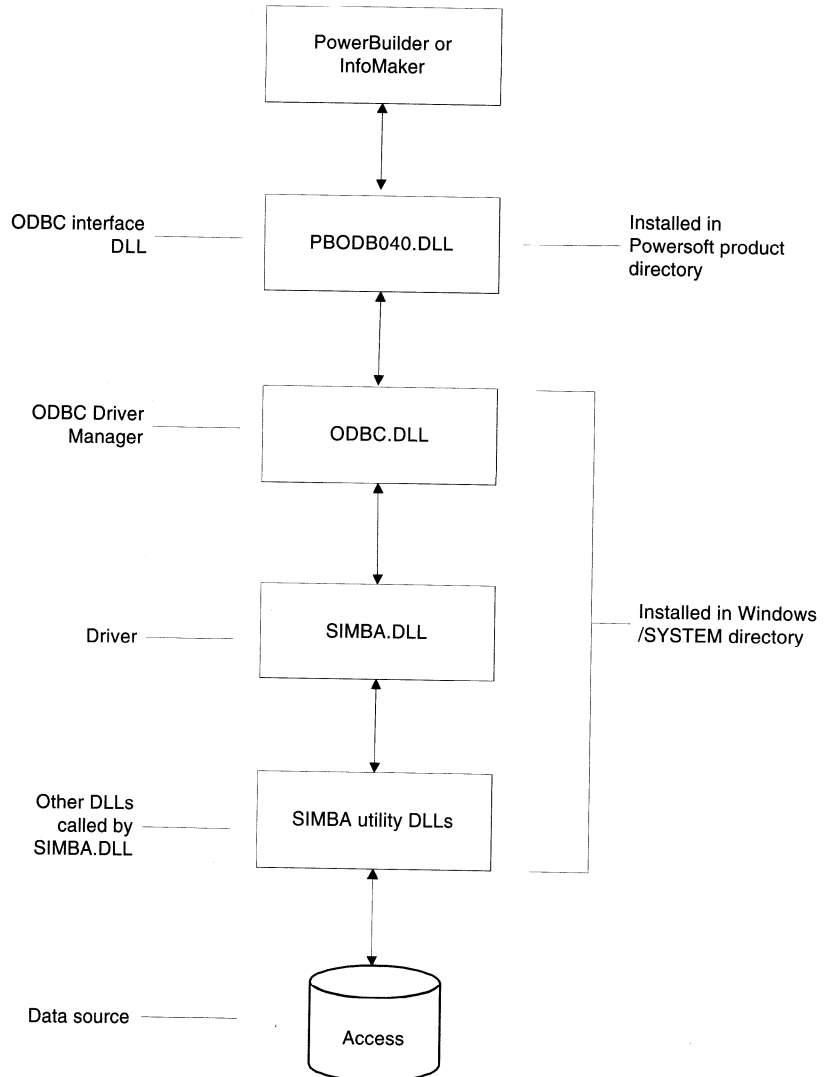 PowerBuilder or
InfoMaker
ODBC interface
DLL
PBODB040.DLL
Installed in
Powersoft product
directory
ODBC Driver
Manager
ODBC.DLL
Driver
SIMBA.DLL
Installed in Windows
/SYSTEM directory
Other DLLs
called by
SIMBA.DLL
SIMBA utility DLLs
Data source
Access